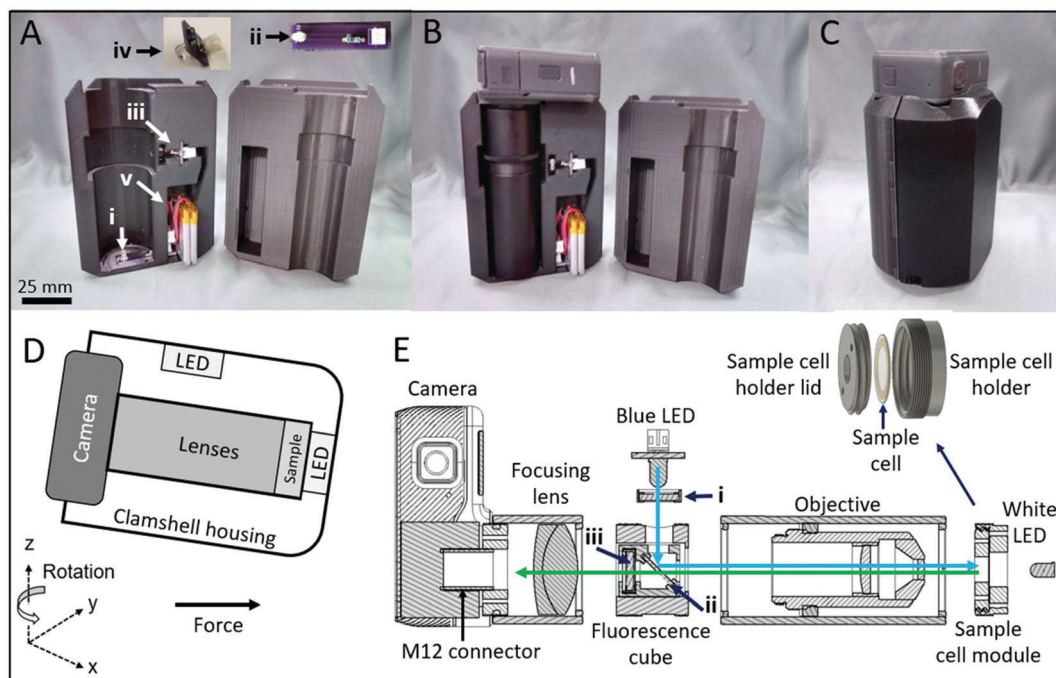 A
iv
ii
iii
v
i
25 mm
B
C
D
LED
Camera
Lenses
Sample
LED
Clamshell housing
z
Rotation
y
x
Force
E
Camera
Focusing
lens
Blue LED
i
iii
ii
Fluorescence
cube
M12 connector
Objective
Sample cell
holder lid
Sample cell
holder
Sample
cell
White
LED
Sample
cell module